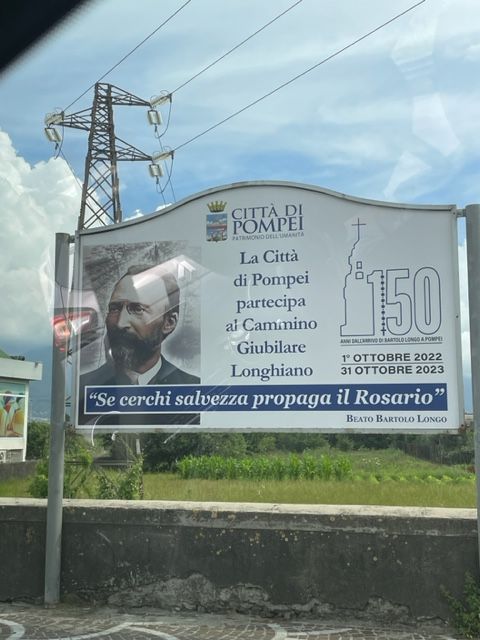 CITTÀ DI
POMPEI
PATRIMONIO DELL'UMANITÀ
La Città
di Pompei
partecipa
al Cammino
Giubilare
Longhiano
150
ANNI DALL'ARRIVO DI BARTOLO LONGO A POMPEI
1° OTTOBRE 2022
31 OTTOBRE 2023
“Se cerchi salvezza propaga il Rosario”
BEATO BARTOLO LONGO